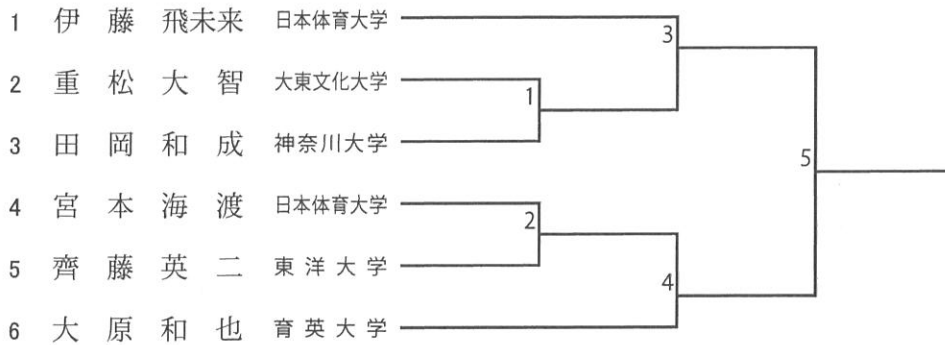 1 伊藤飛未来 日本体育大学
3
2 重松大智 大東文化大学
1
3 田岡和成 神奈川大学
5
4 宮本海渡 日本体育大学
2
5 齊藤英二 東洋大学
4
6 大原和也 育英大学